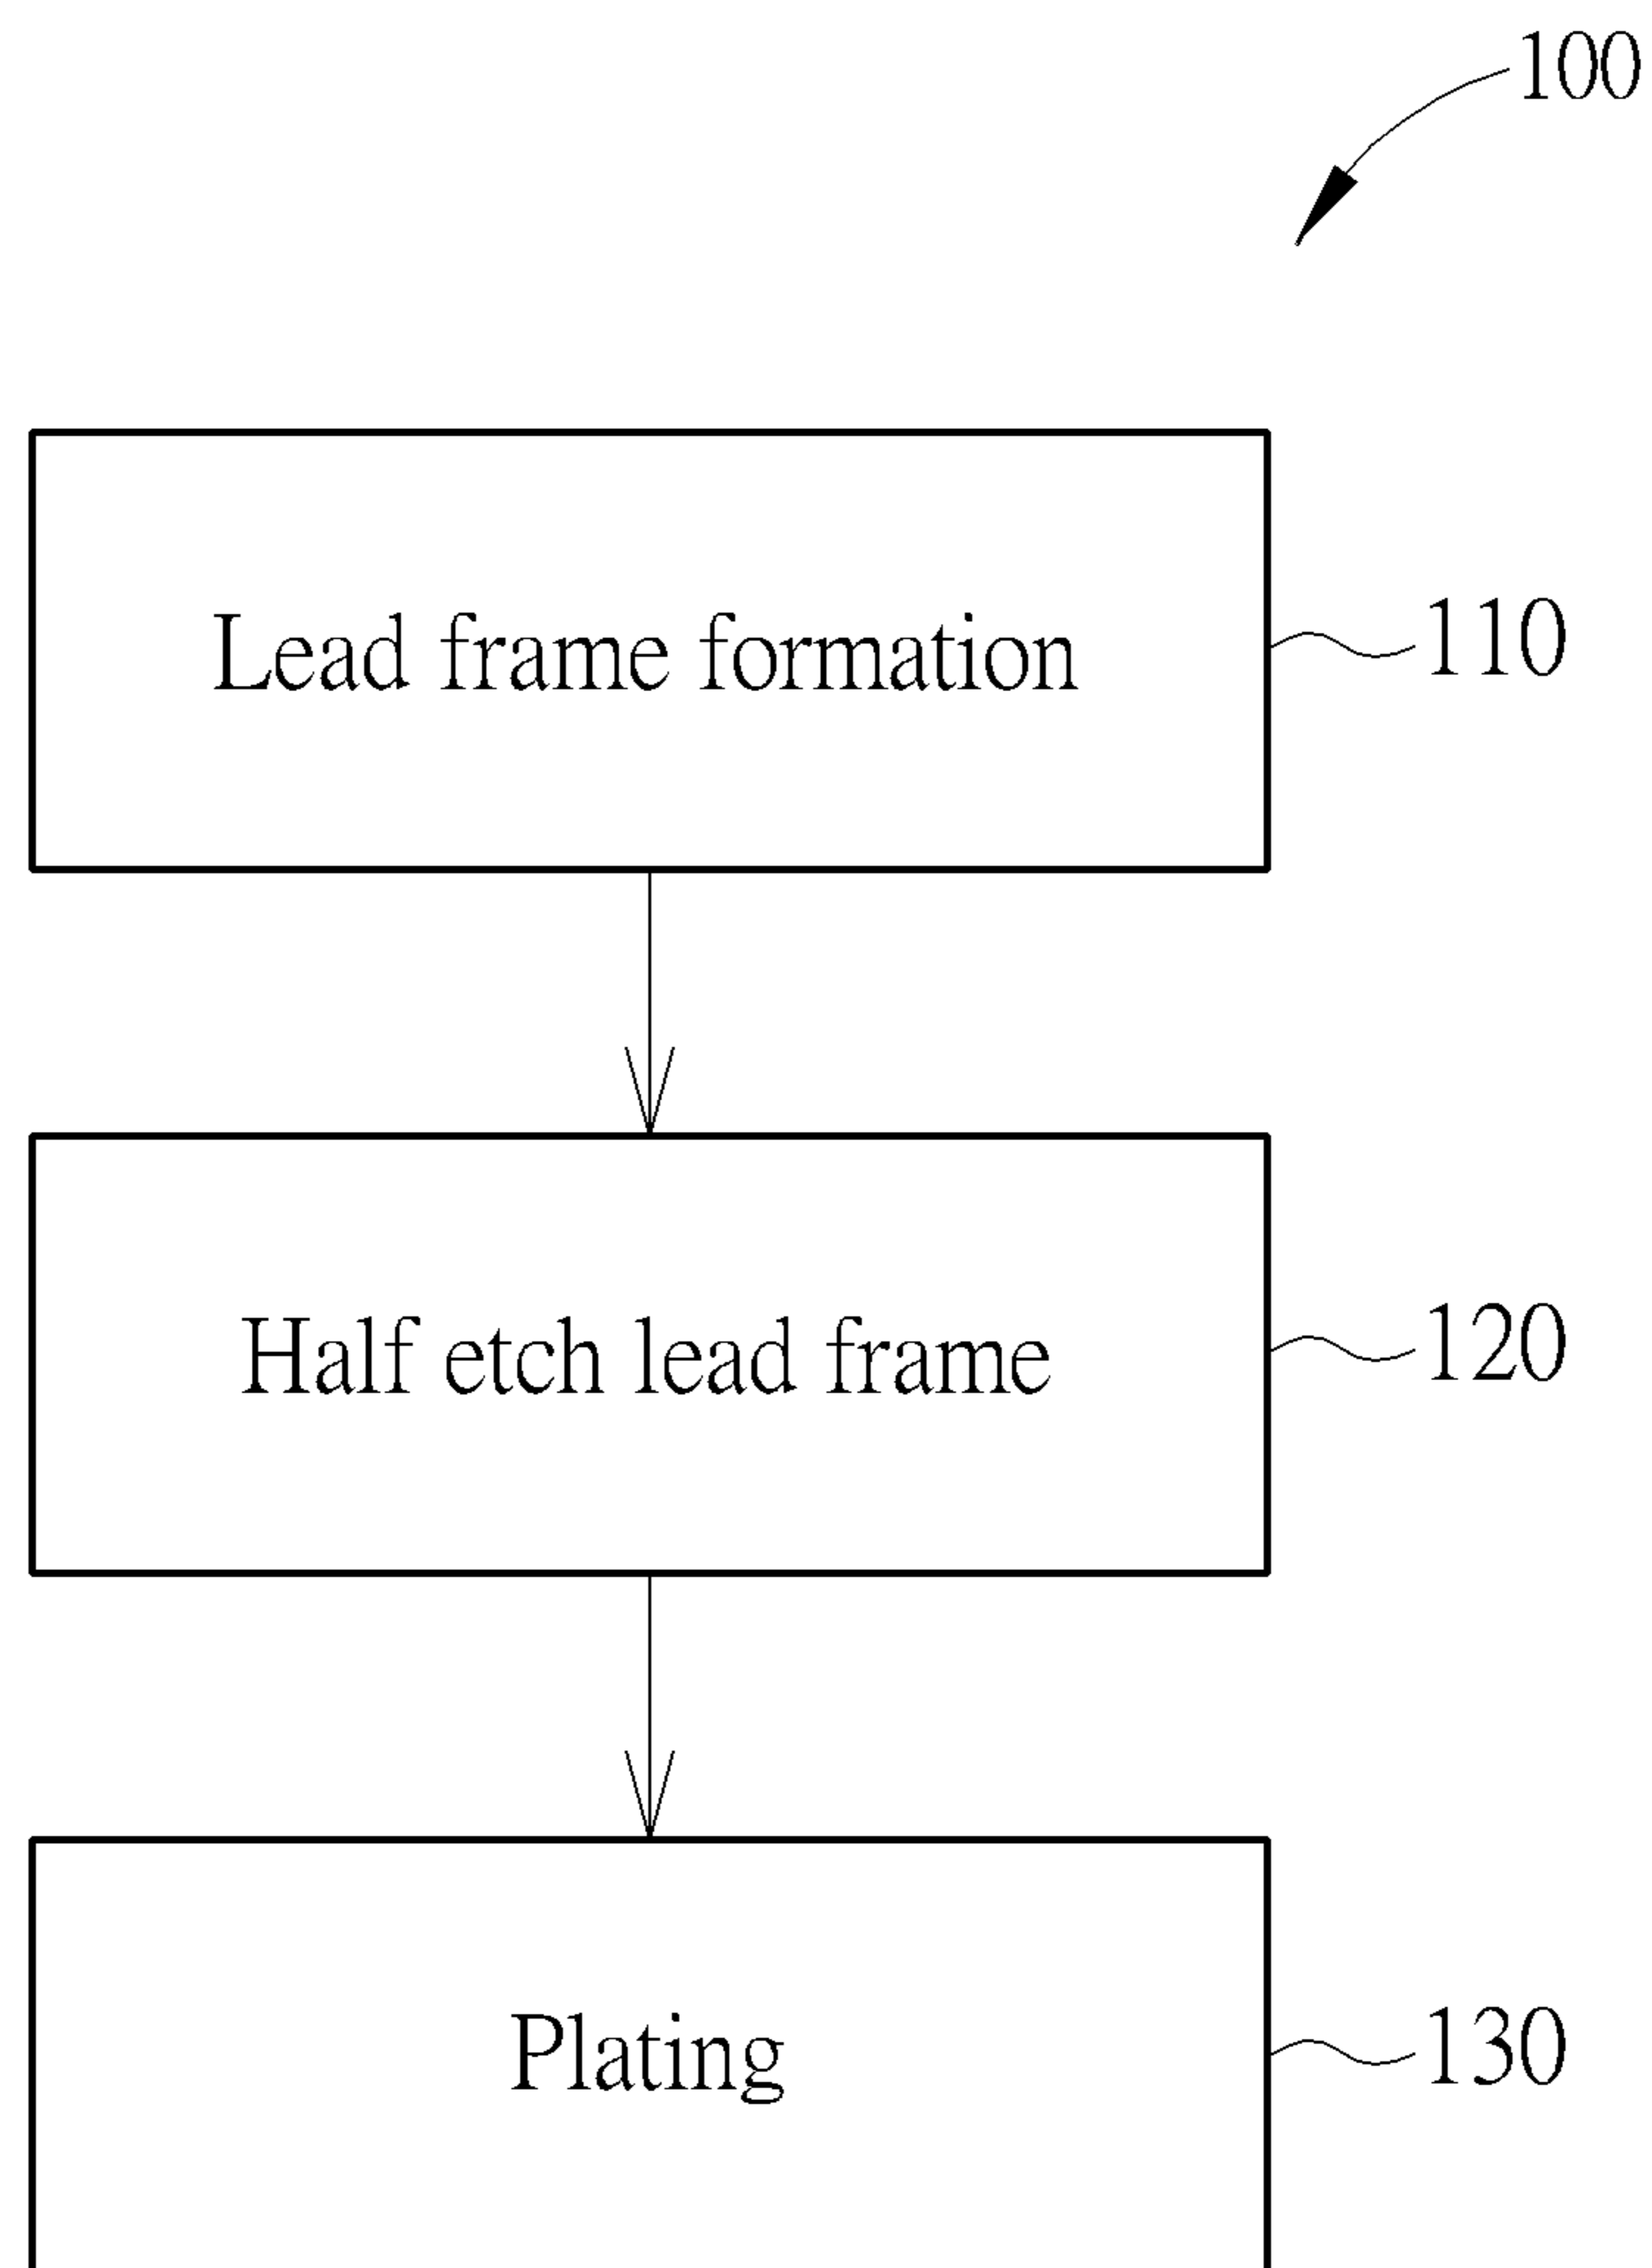 100
Lead frame formation
110
Half etch lead frame
120
Plating
130